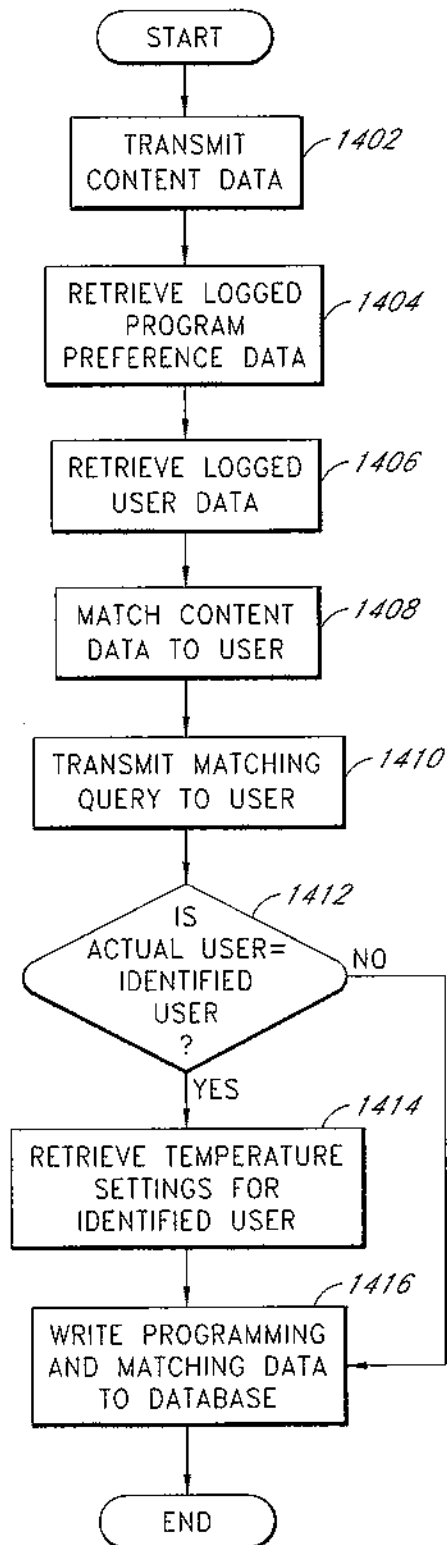 START
TRANSMIT
CONTENT DATA
1402
RETRIEVE LOGGED
PROGRAM
PREFERENCE DATA
1404
RETRIEVE LOGGED
USER DATA
1406
MATCH CONTENT
DATA TO USER
1408
TRANSMIT MATCHING
QUERY TO USER
1410
IS
ACTUAL USER=
IDENTIFIED
USER
?
1412
NO
YES
RETRIEVE TEMPERATURE
SETTINGS FOR
IDENTIFIED USER
1414
WRITE PROGRAMMING
AND MATCHING DATA
TO DATABASE
1416
END